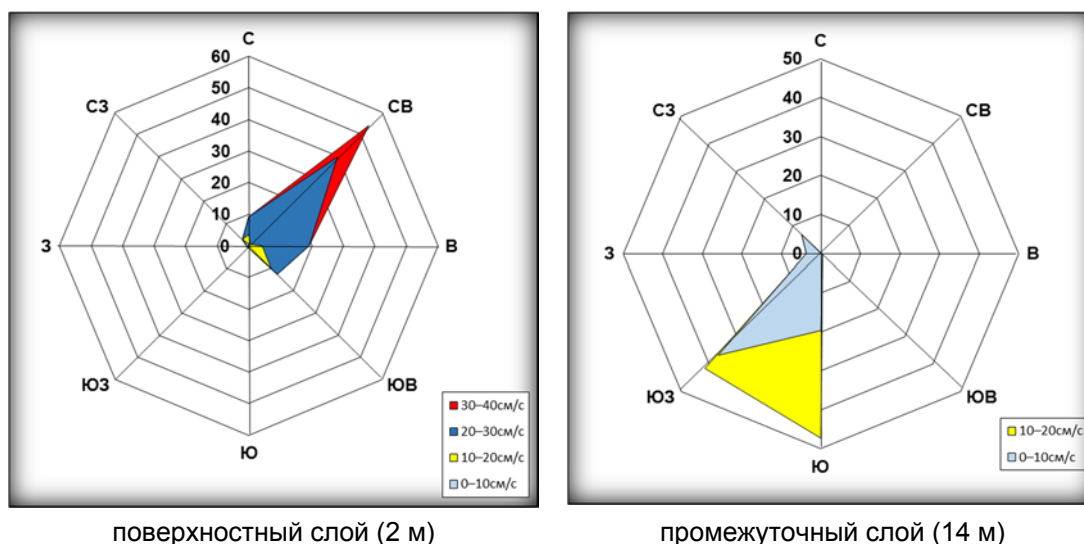 С
60
50
40
30
20
10
0
СВ
В
ЮВ
Ю
ЮЗ
З
СЗ
30–40см/с
20–30см/с
10–20см/с
0–10см/с
поверхностный слой (2 м)
С
50
40
30
20
10
0
СВ
В
ЮВ
Ю
ЮЗ
З
СЗ
10–20см/с
0–10см/с
промежуточный слой (14 м)